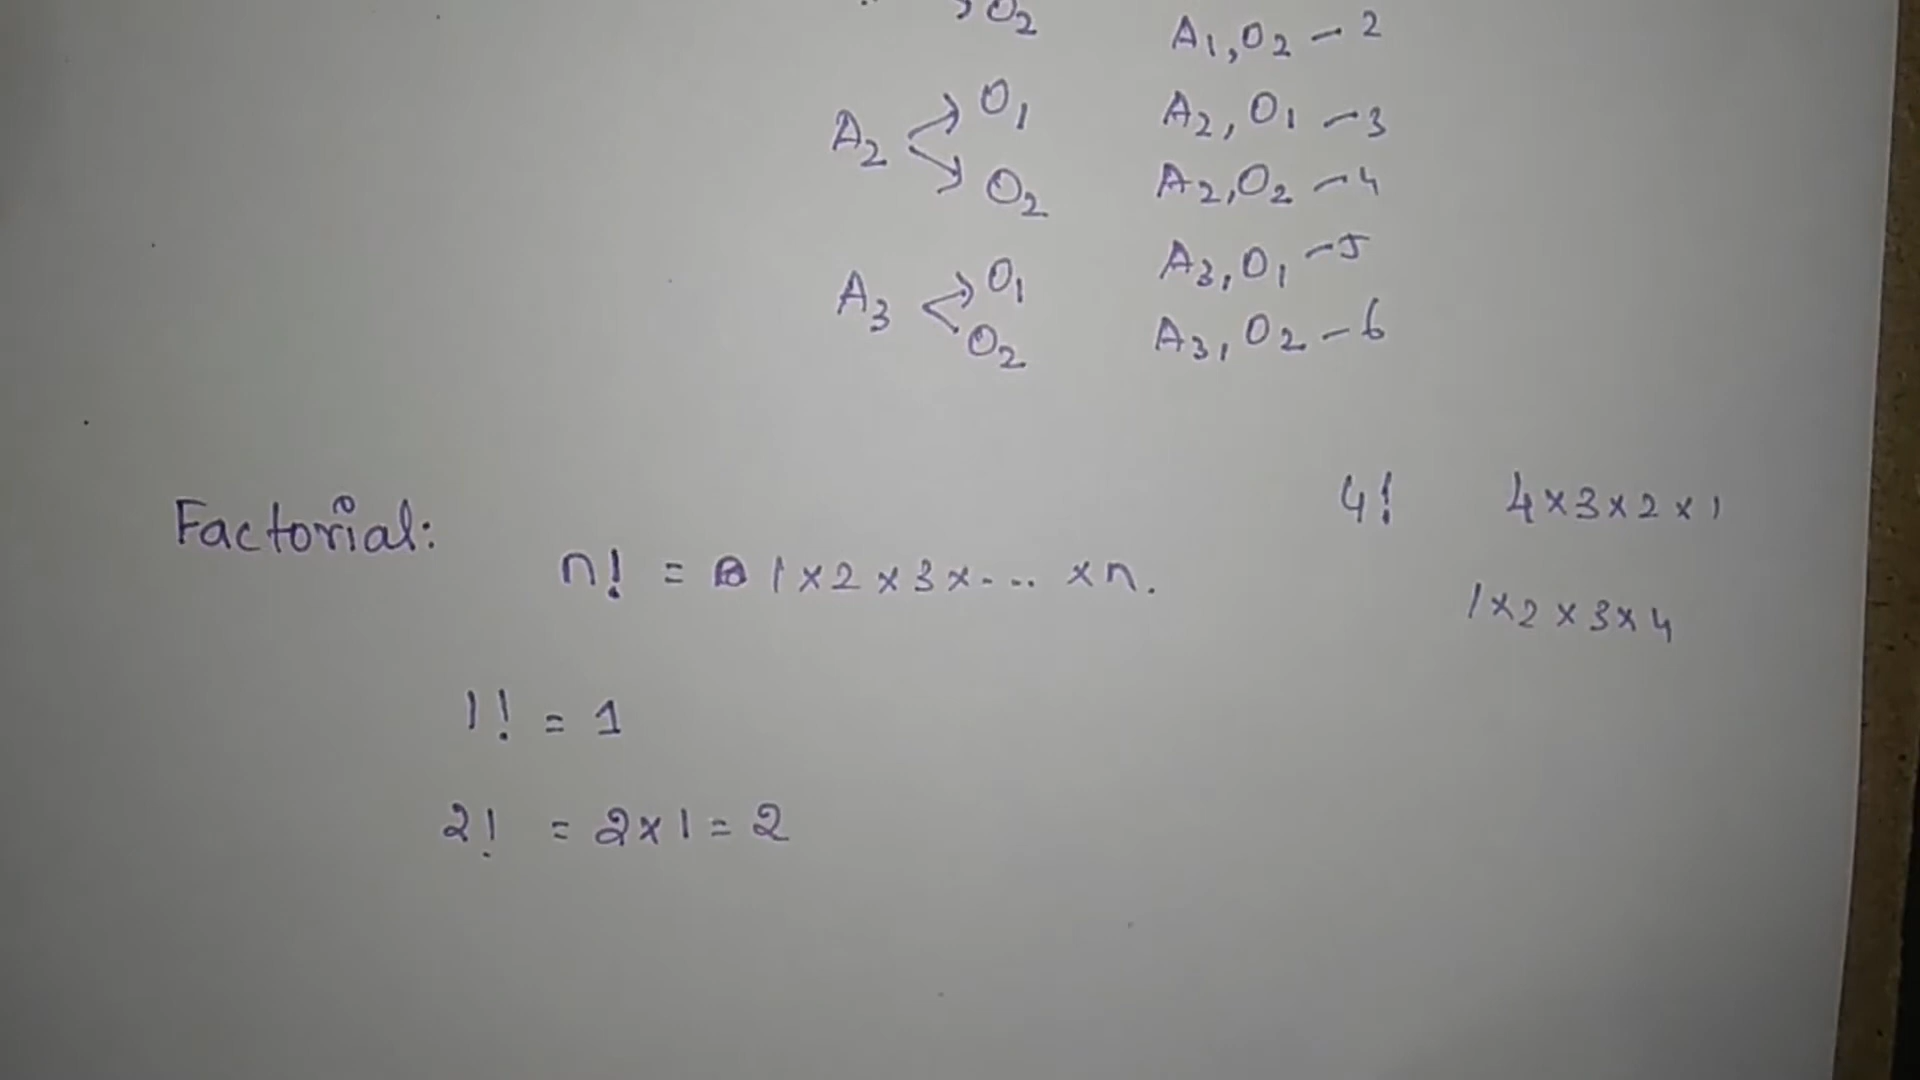 O2 A1,O2 - 2
A2 O1 A2, O1 - 3
O2 A2,O2 - 4
A3 O1 A3,O1 - 5
O2 A3,O2 - 6
4! 4×3×2×1
Factorial:
n! = 1×2×3×... ×n.
1×2×3×4
1! = 1
2! = 2×1=2